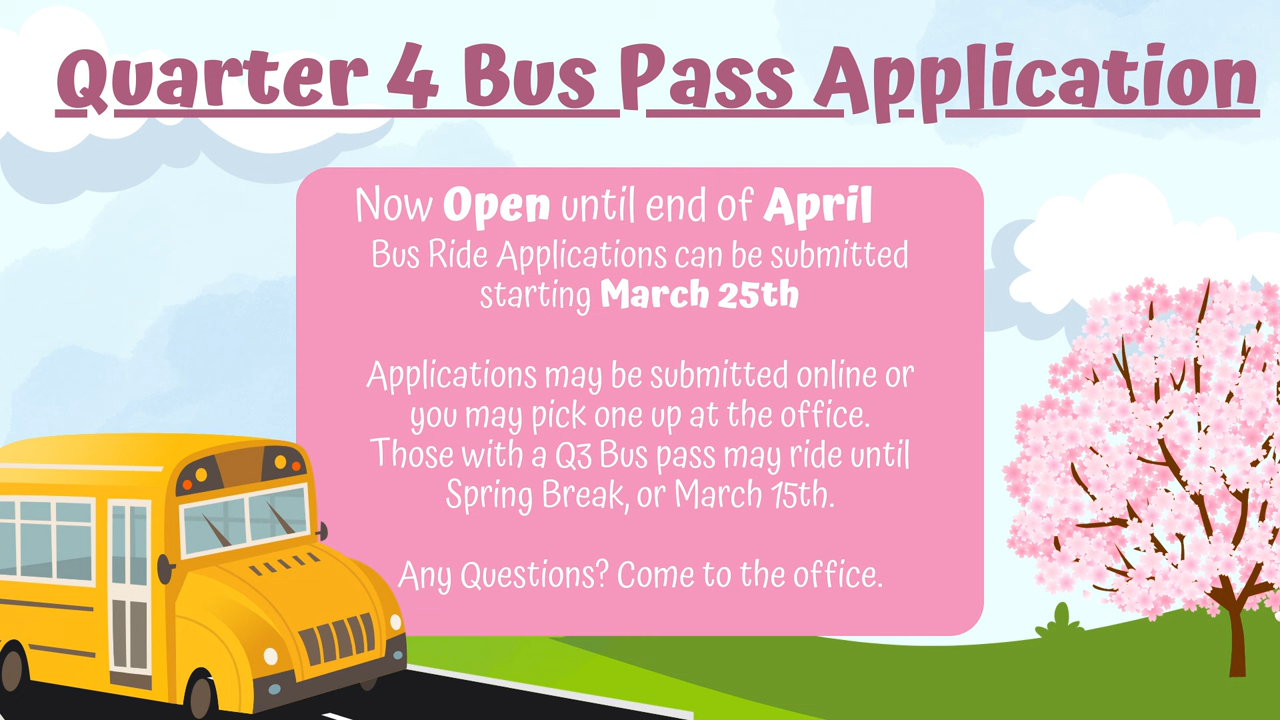 Quarter 4 Bus Pass Application
Now Open until end of April
Bus Ride Applications can be submitted
starting March 25th
Applications may be submitted online or
you may pick one up at the office.
Those with a Q3 Bus pass may ride until
Spring Break, or March 15th.
Any Questions? Come to the office.